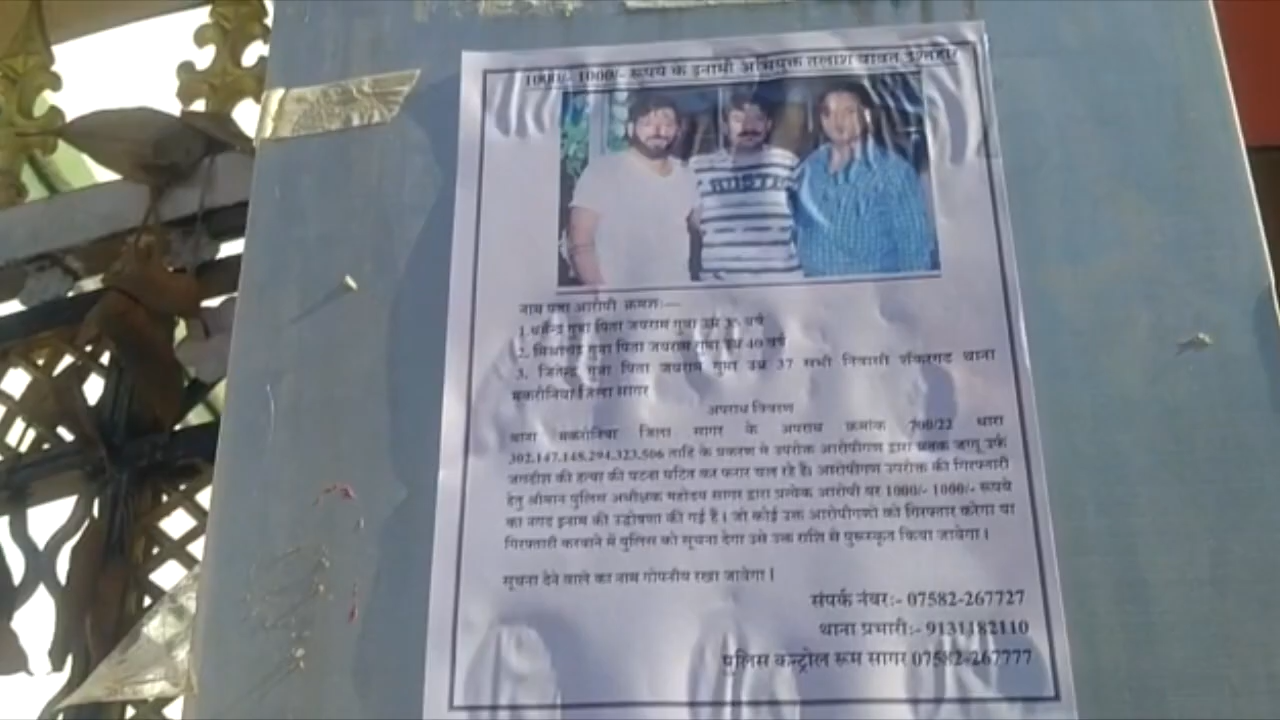 1000/- 1000/- रूपये के इनामी अभियुक्त तलाश बावत इश्तहार
नाम पता आरोपी क्रमशः—
1.धर्मेन्द्र गुप्ता पिता जयराम गुप्ता उम्र वर्ष
2. पिता जयराम गुप्ता उम्र 40 वर्ष
3. जितेन्द्र गुप्ता पिता जयराम गुप्ता उम्र 37 सभी निवासी थाना
मकरोनिया जिला सागर
अपराध विवरण
थाना मकरोनिया जिला सागर के अपराध क्रमांक 700/22 धारा
302,147,148,294,323,506 ताहि के प्रकरण मे उपरोक्त आरोपीगण द्वारा मृतक जग्गू उर्फ
जगदीश की हत्या की घटना घटित कर फरार चल रहे है। आरोपीगण उपरोक्त की गिरफ्तारी
हेतु श्रीमान पुलिस अधीक्षक महोदय सागर द्वारा प्रत्येक आरोपी पर 1000/- 1000/- रूपये
का नगद इनाम की उद्घोषणा की गई है। जो कोई उक्त आरोपीगणो को गिरफ्तार करेगा या
गिरफ्तारी करवाने में पुलिस को सूचना देगा उसे उक्त राशि से पुरूस्कृत किया जावेगा।
सूचना देने वाले का नाम गोपनीय रखा जावेगा।
संपर्क नंबरः- 07582-267727
थाना प्रभारीः- 9131182110
पुलिस कन्ट्रोल रूम सागर 07582-267777